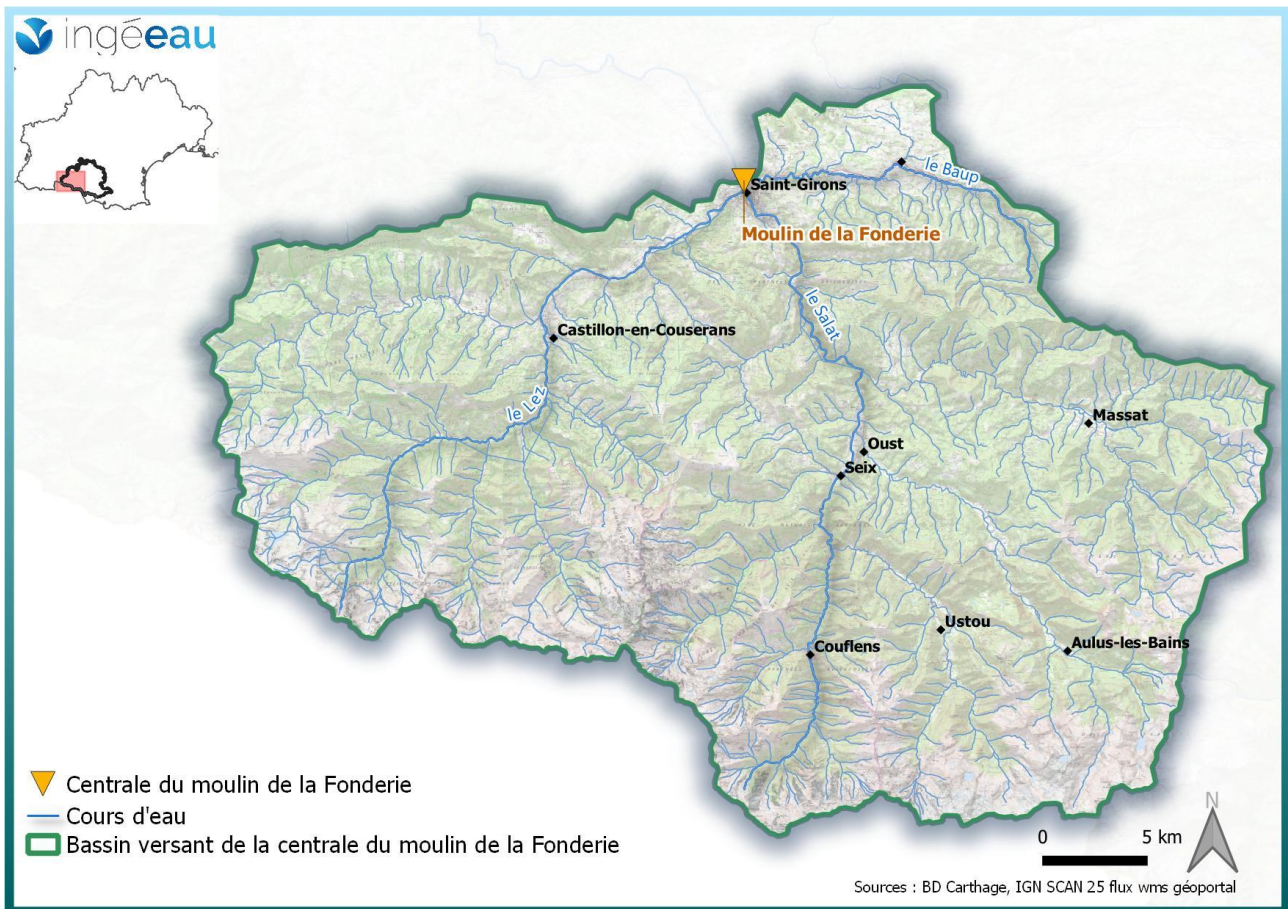 ingéeau
le Baup
Saint-Girons
Moulin de la Fonderie
le Salat
Castillon-en-Couserans
le Lez
Massat
Oust
Seix
Ustou
Aulus-les-Bains
Couflens
Centrale du moulin de la Fonderie
Cours d'eau
Bassin versant de la centrale du moulin de la Fonderie
N
0 5 km
Sources : BD Carthage, IGN SCAN 25 flux wms géoportal